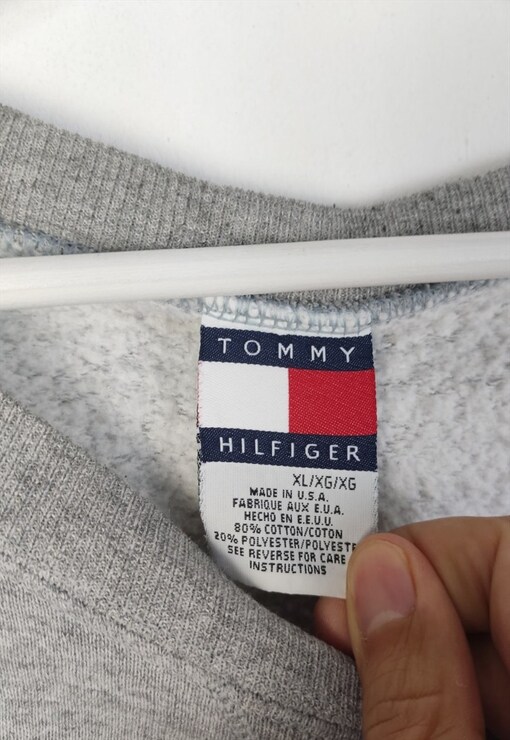 TOMMY
HILFIGER
XL/XG/XG
MADE IN U.S.A.
FABRIQUE AUX E.U.A.
HECHO EN E.E.U.U.
80% COTTON/COTON
20% POLYESTER/POLYESTE
SEE REVERSE FOR CARE
INSTRUCTIONS